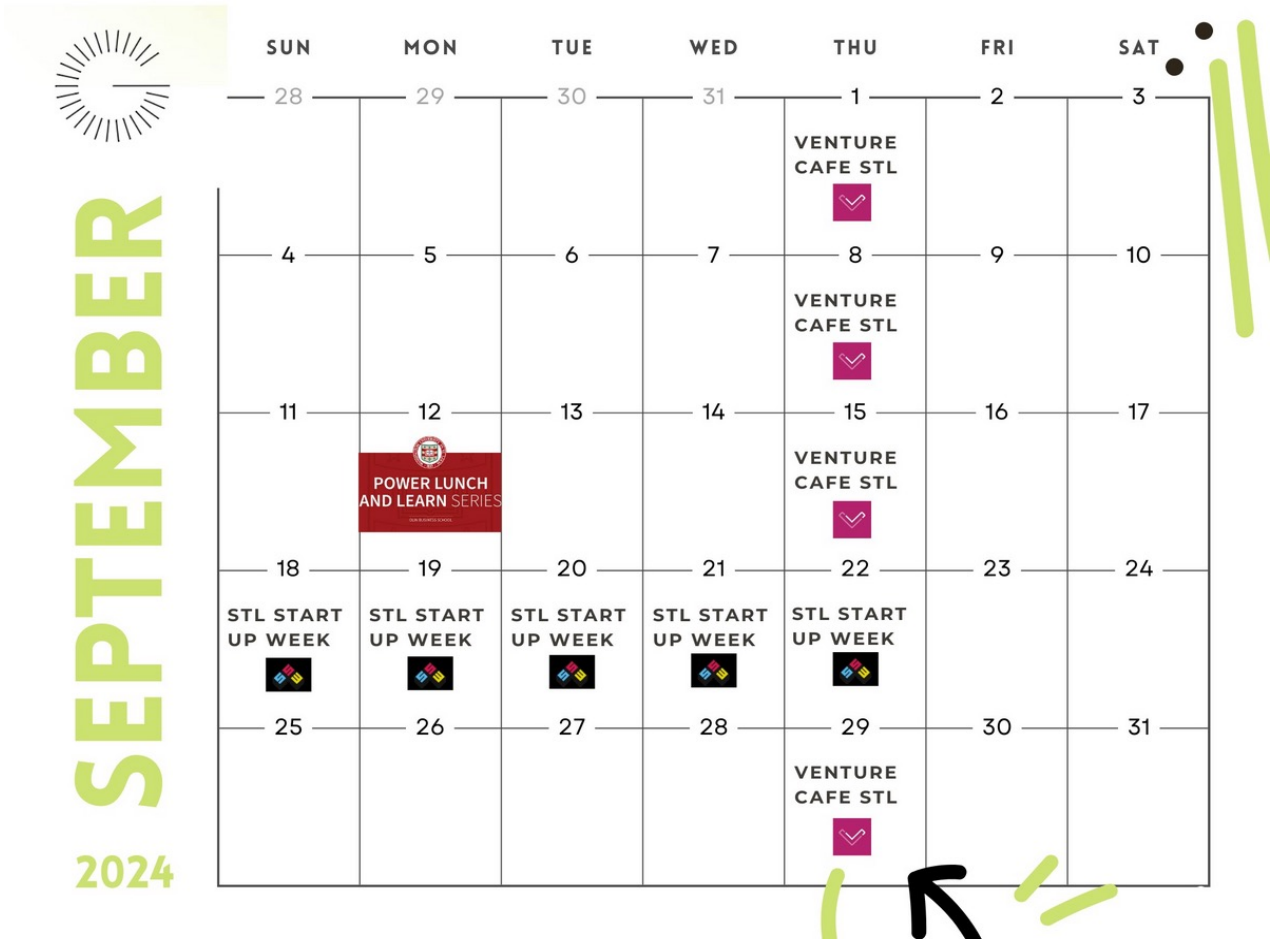 SUN MON TUE WED THU FRI SAT
28 29 30 31 1 2 3
VENTURE
CAFE STL
4 5 6 7 8 9 10
VENTURE
CAFE STL
11 12 13 14 15 16 17
POWER LUNCH
AND LEARN SERIES
VENTURE
CAFE STL
18 19 20 21 22 23 24
STL START
UP WEEK
STL START
UP WEEK
STL START
UP WEEK
STL START
UP WEEK
STL START
UP WEEK
25 26 27 28 29 30 31
VENTURE
CAFE STL
SEPTEMBER
2024